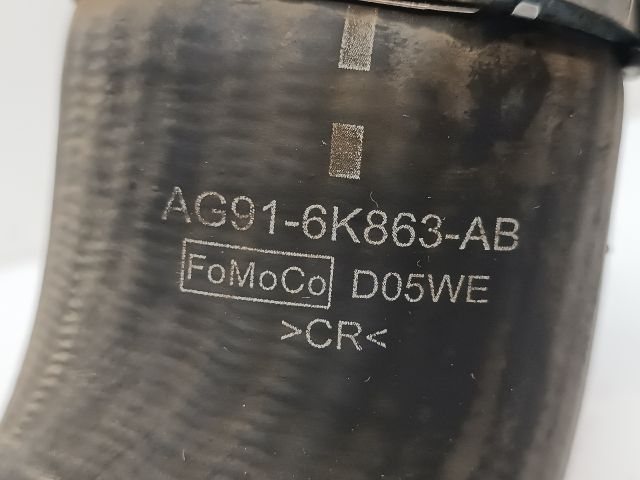 AG91-6K863-AB
FoMoCo D05WE
>CR<